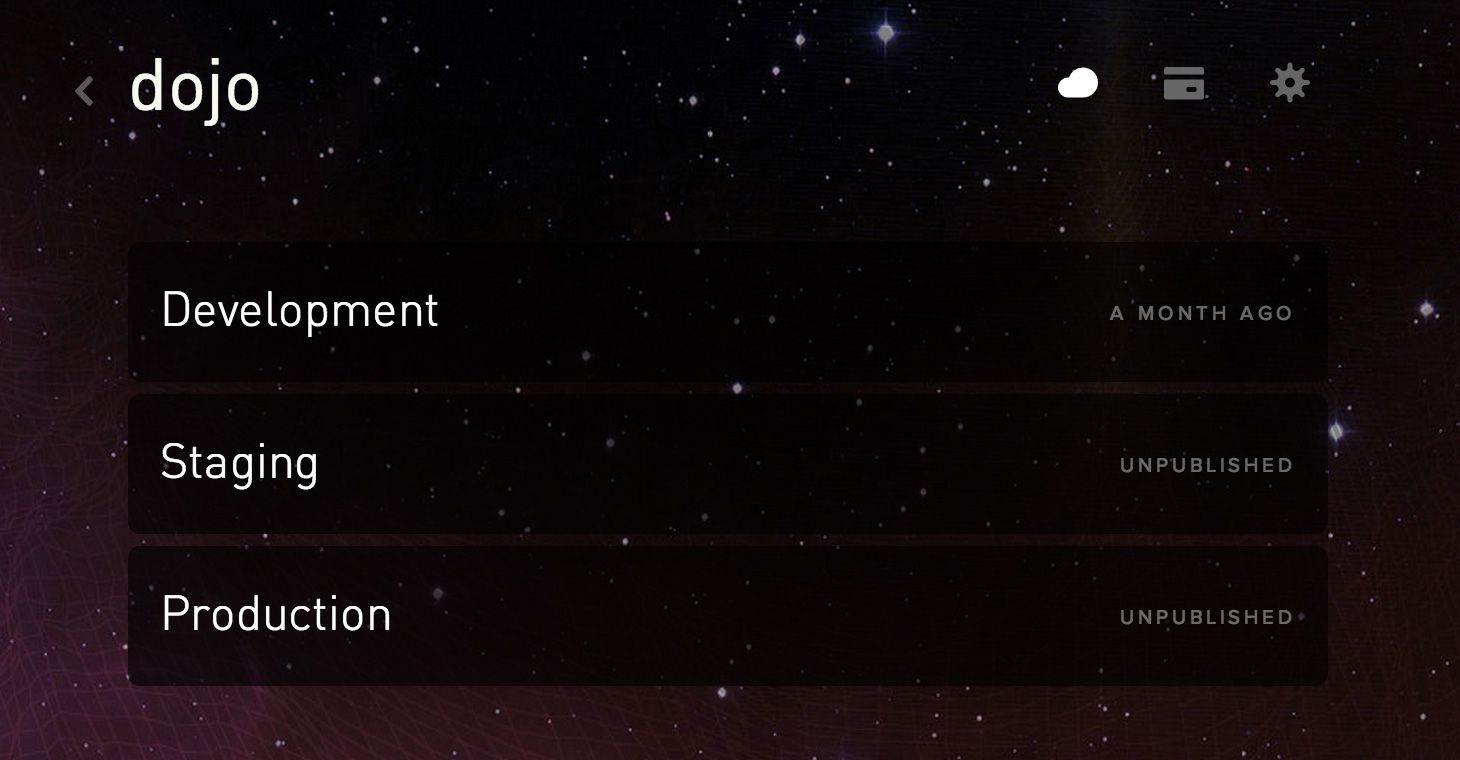 dojo
Development
A MONTH AGO
Staging
UNPUBLISHED
Production
UNPUBLISHED